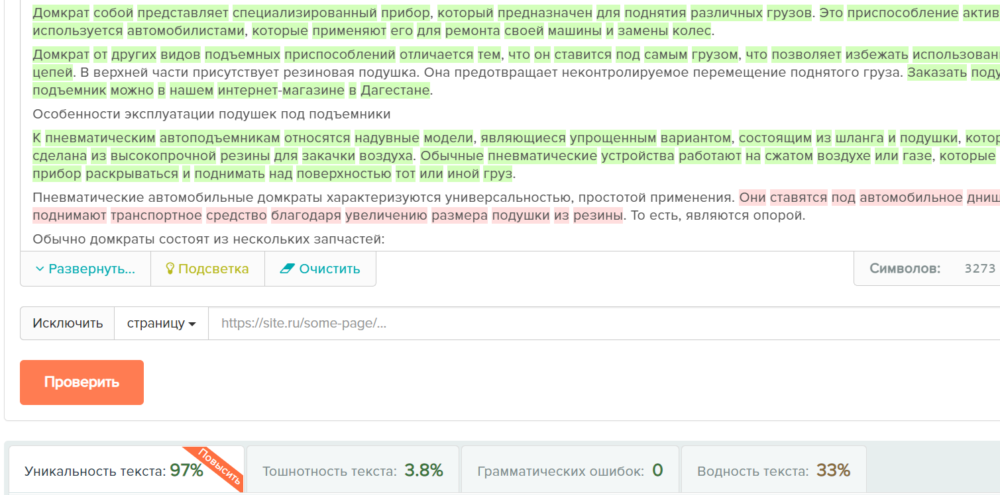 Домкрат собой представляет специализированный прибор, который предназначен для поднятия различных грузов. Это приспособление
используется автомобилистами, которые применяют его для ремонта своей машины и замены колес.
Домкрат от других видов подъемных приспособлений отличается тем, что он ставится под самым грузом, что позволяет избежать
цепей. В верхней части присутствует резиновая подушка. Она предотвращает неконтролируемое перемещение поднятого груза. Заказать
подъемник можно в нашем интернет-магазине в Дагестане.
Особенности эксплуатации подушек под подъемники
К пневматическим автоподъемникам относятся надувные модели, являющиеся упрощенным вариантом, состоящим из шланга и подушки,
сделана из высокопрочной резины для закачки воздуха. Обычные пневматические устройства работают на сжатом воздухе или газе, которые
прибор раскрываться и поднимать над поверхностью тот или иной груз.
Пневматические автомобильные домкраты характеризуются универсальностью, простотой применения. Они ставятся под автомобильное
поднимают транспортное средство благодаря увеличению размера подушки из резины. То есть, являются опорой.
Обычно домкраты состоят из нескольких запчастей:
Развернуть... Подсветка Очистить Символов: 3273
Исключить страницу https://site.ru/some-page/...
Проверить
Уникальность текста: 97% Повысить Тошнотность текста: 3.8% Грамматических ошибок: 0 Водность текста: 33%